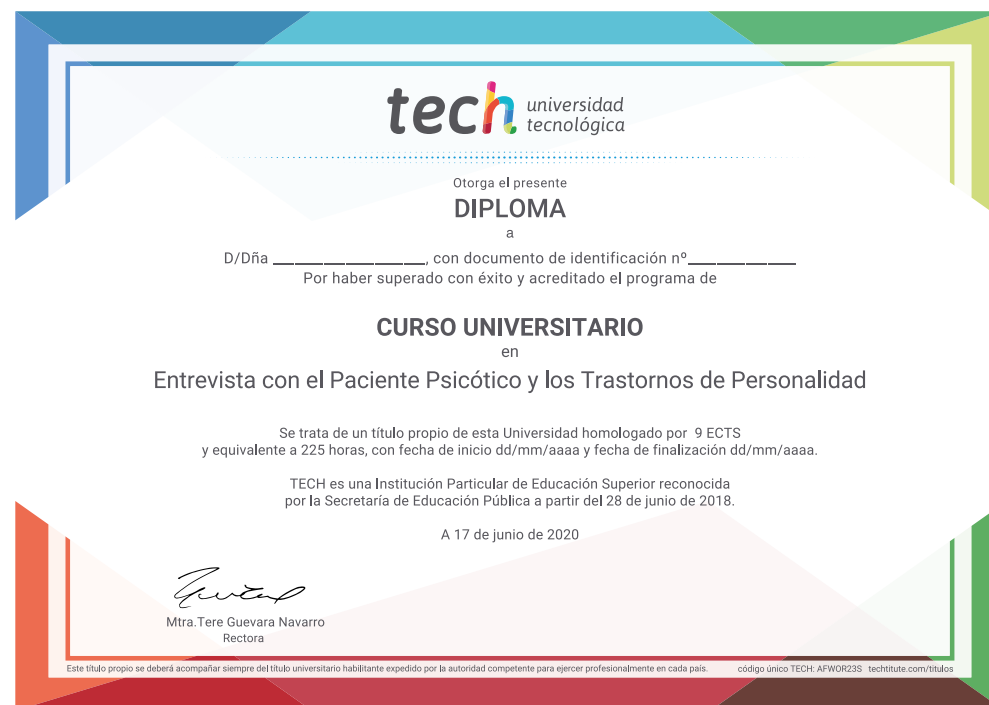 tech universidad
tecnológica
Otorga el presente
DIPLOMA
a
D/Dña ________________, con documento de identificación nº____________
Por haber superado con éxito y acreditado el programa de
CURSO UNIVERSITARIO
en
Entrevista con el Paciente Psicótico y los Trastornos de Personalidad
Se trata de un título propio de esta Universidad homologado por 9 ECTS
y equivalente a 225 horas, con fecha de inicio dd/mm/aaaa y fecha de finalización dd/mm/aaaa.
TECH es una Institución Particular de Educación Superior reconocida
por la Secretaría de Educación Pública a partir del 28 de junio de 2018.
A 17 de junio de 2020
Mtra.Tere Guevara Navarro
Rectora
Este título propio se deberá acompañar siempre del título universitario habilitante expedido por la autoridad competente para ejercer profesionalmente en cada país. código único TECH: AFWOR23S techtitute.com/titulos